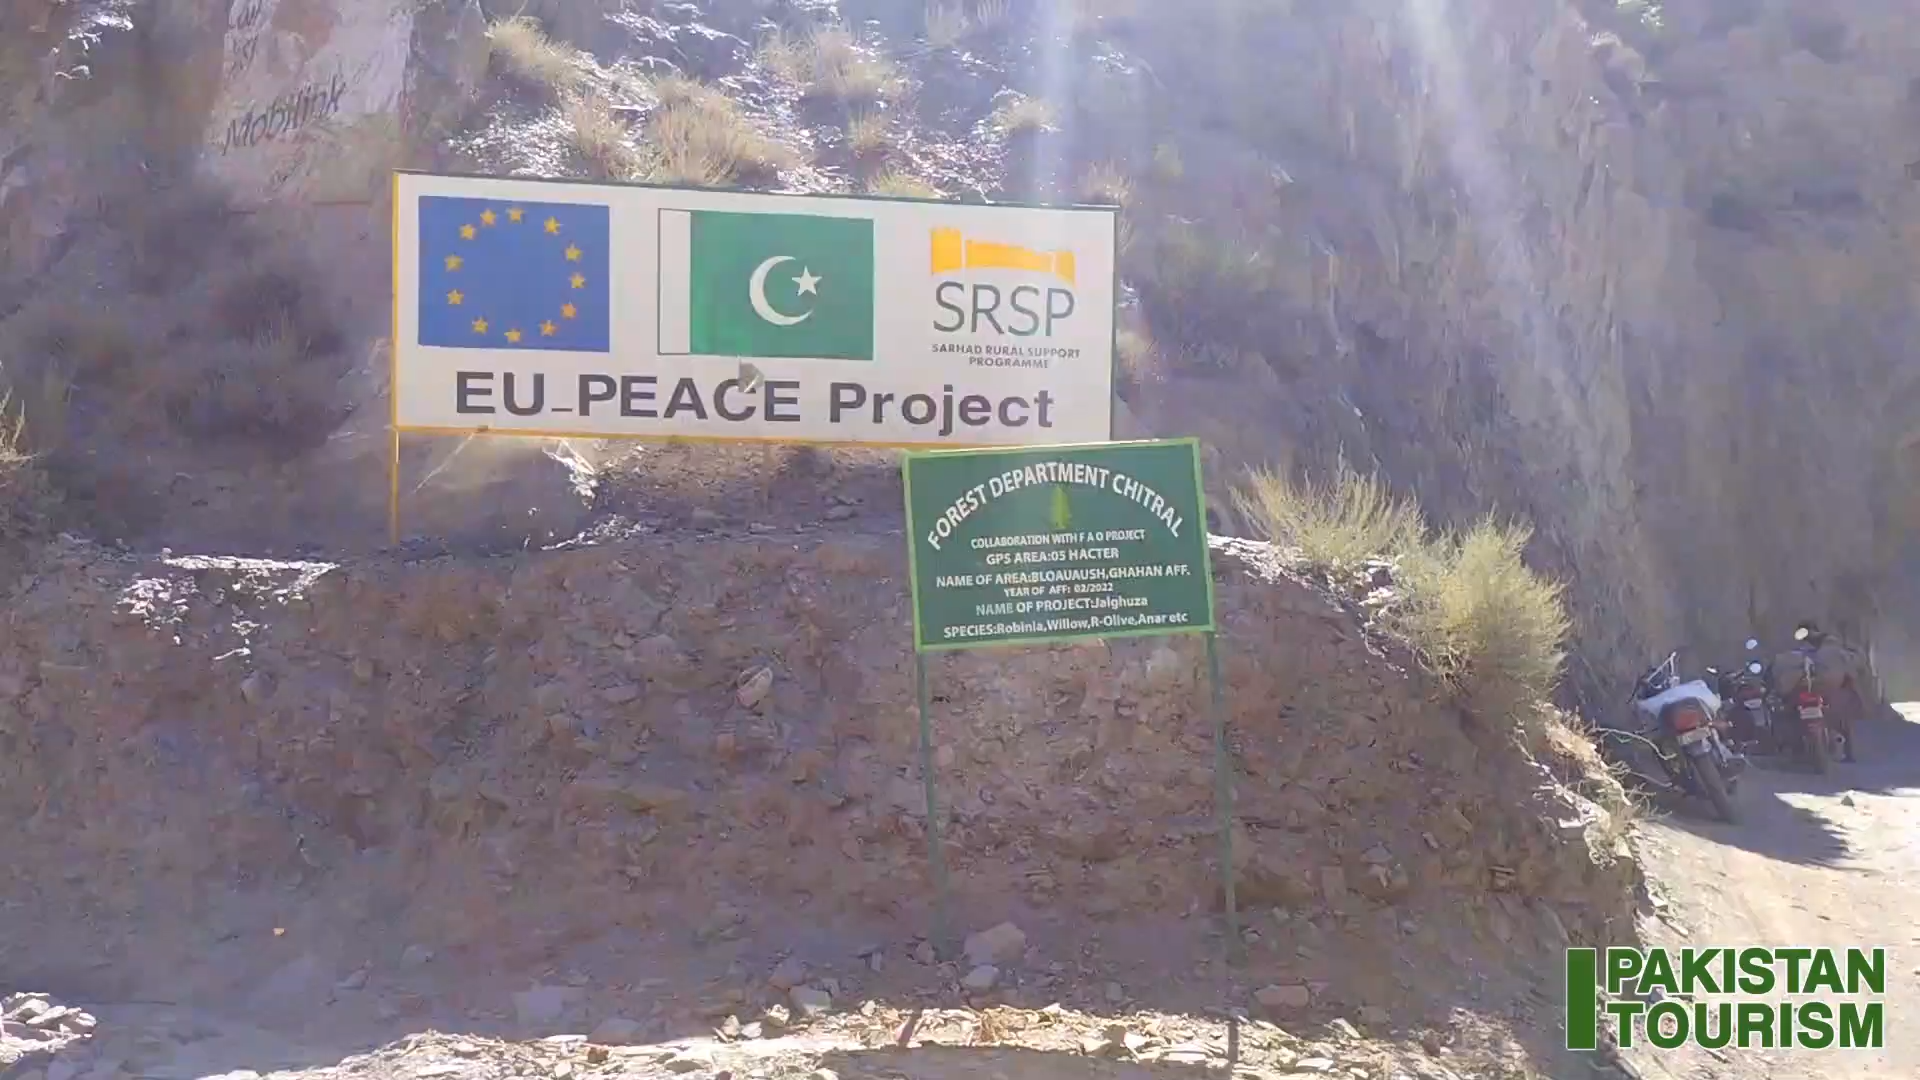 Mobilink
SRSP
SARHAD RURAL SUPPORT
PROGRAMME
EU_PEACE Project
FOREST DEPARTMENT CHITRAL
COLLABORATION WITH F A O PROJECT
GPS AREA:05 HACTER
NAME OF AREA:BLOAUAUSH,GHAHAN AFF.
YEAR OF AFF: 02/2022
NAME OF PROJECT:Jalghuza
SPECIES:Robinia,Willow,R-Olive,Anar etc
PAKISTAN
TOURISM